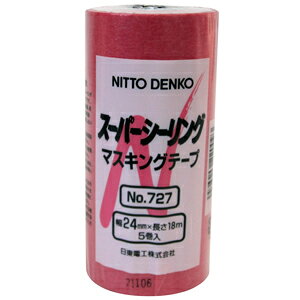 NITTO DENKO
スーパーシーリング
マスキングテープ
No.727
幅24mm×長さ18m
5巻入
日東電工株式会社
21106